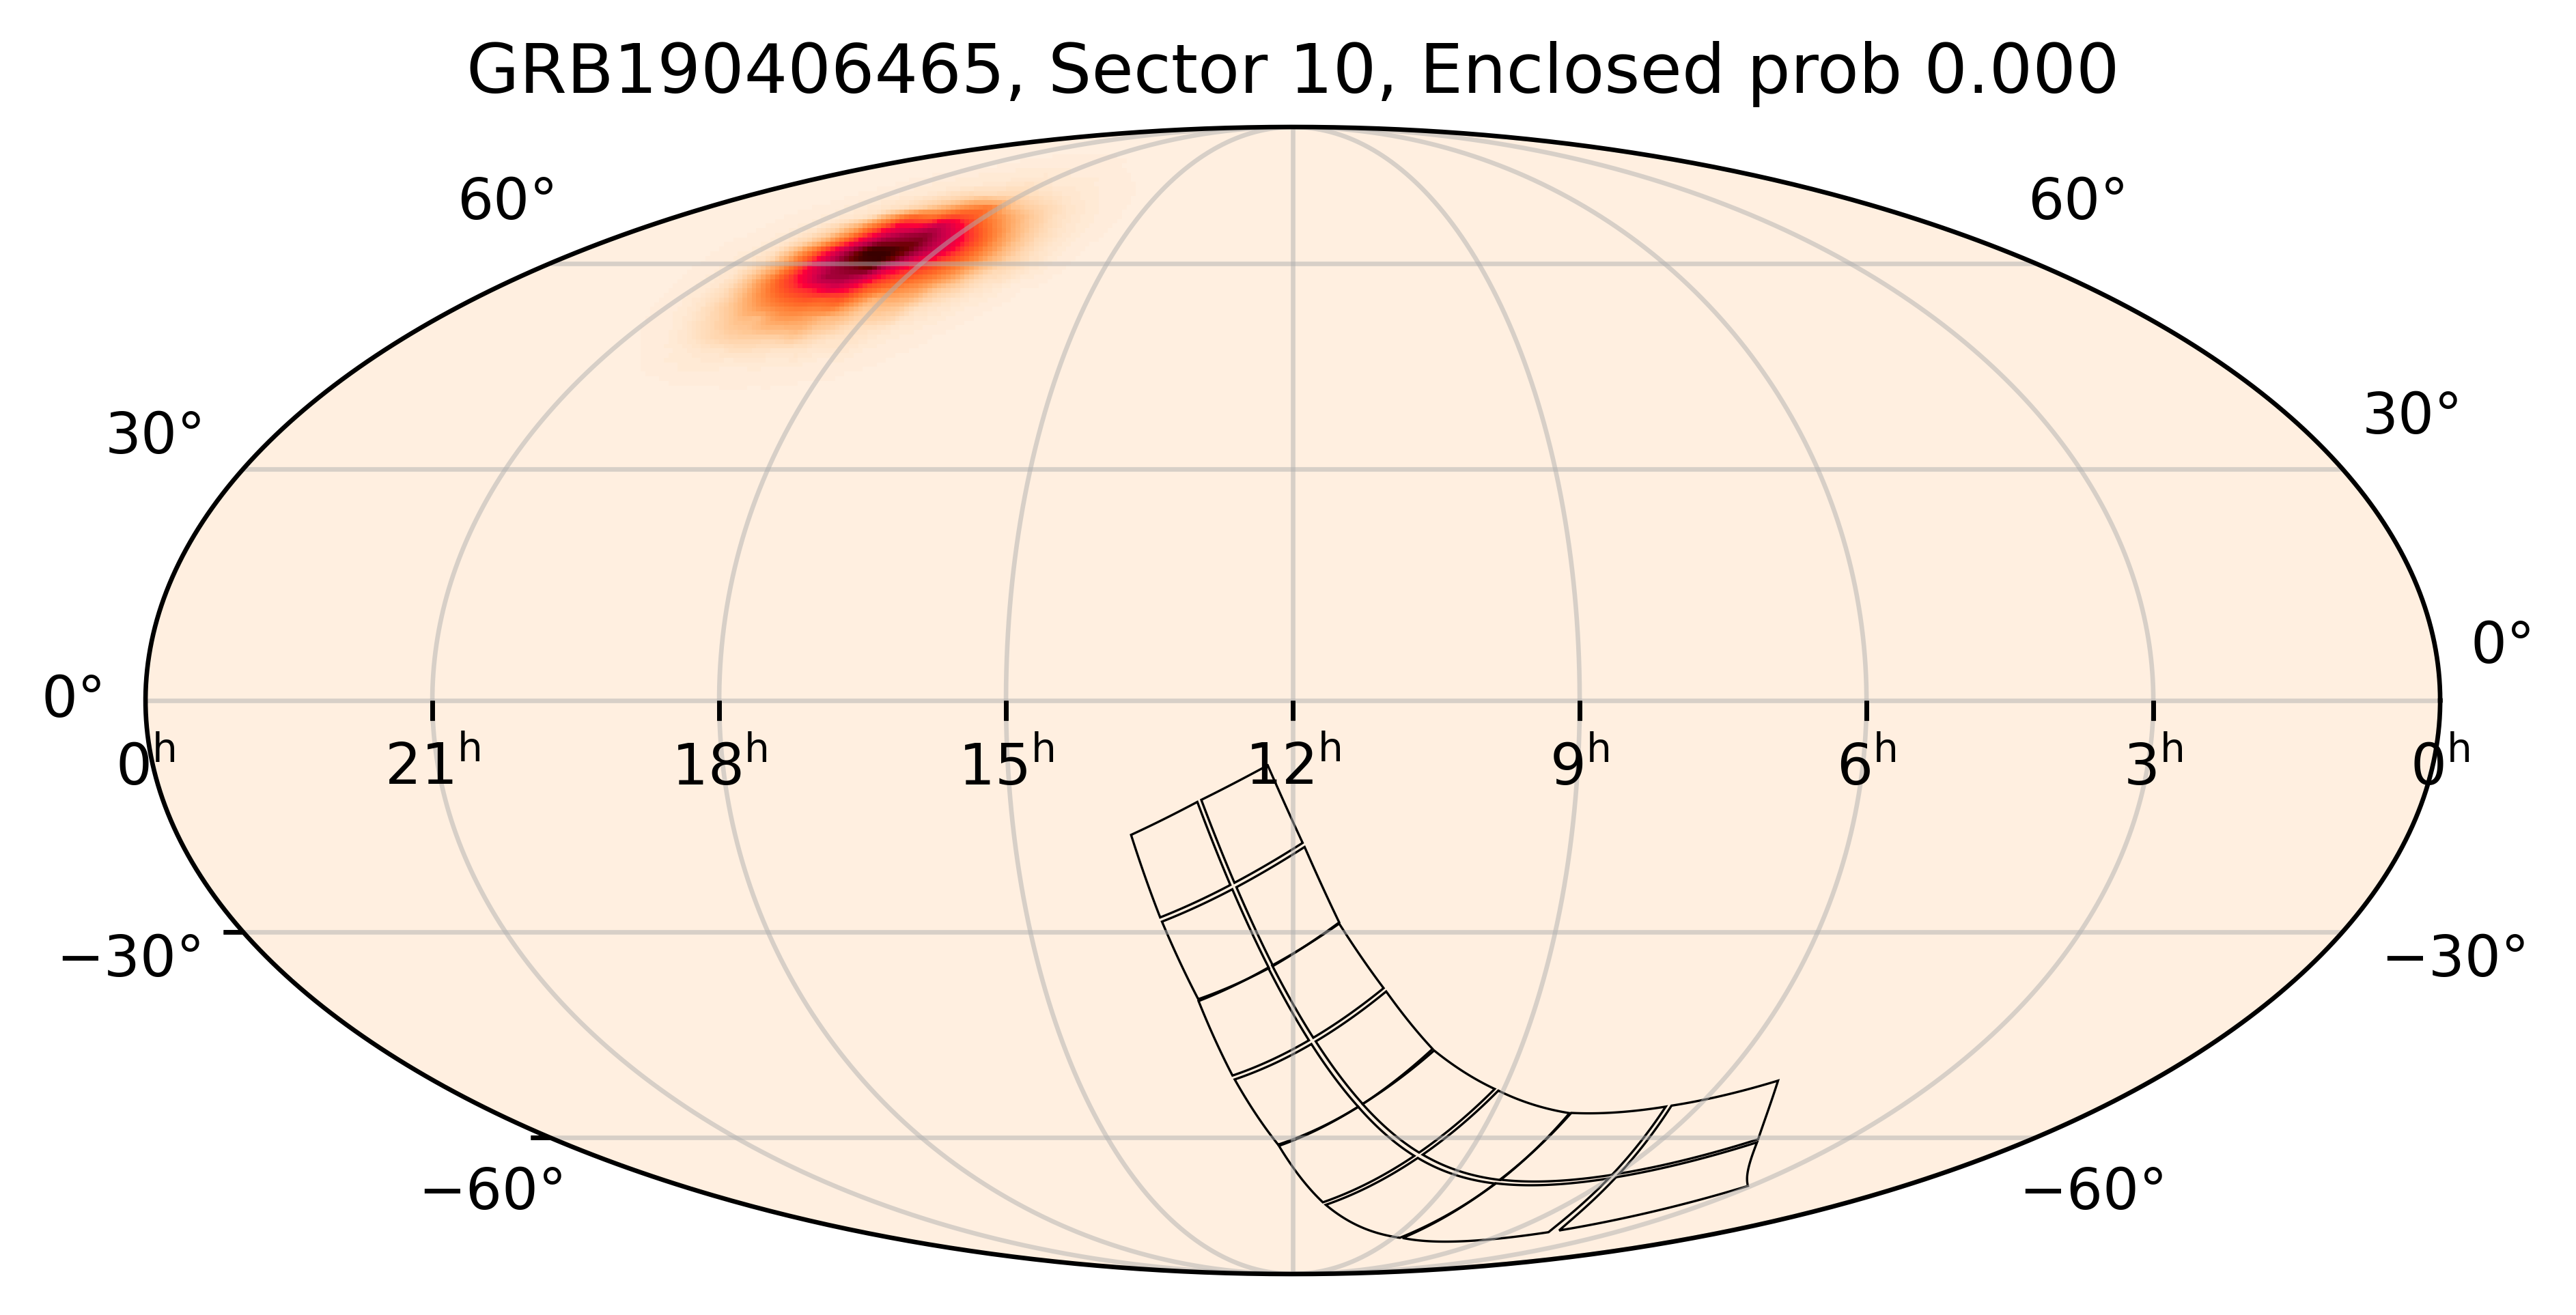 GRB190406465, Sector 10, Enclosed prob 0.000
60° 60°
30° 30°
0° 0°
0ʰ 21ʰ 18ʰ 15ʰ 12ʰ 9ʰ 6ʰ 3ʰ 0ʰ
−30° −30°
−60° −60°